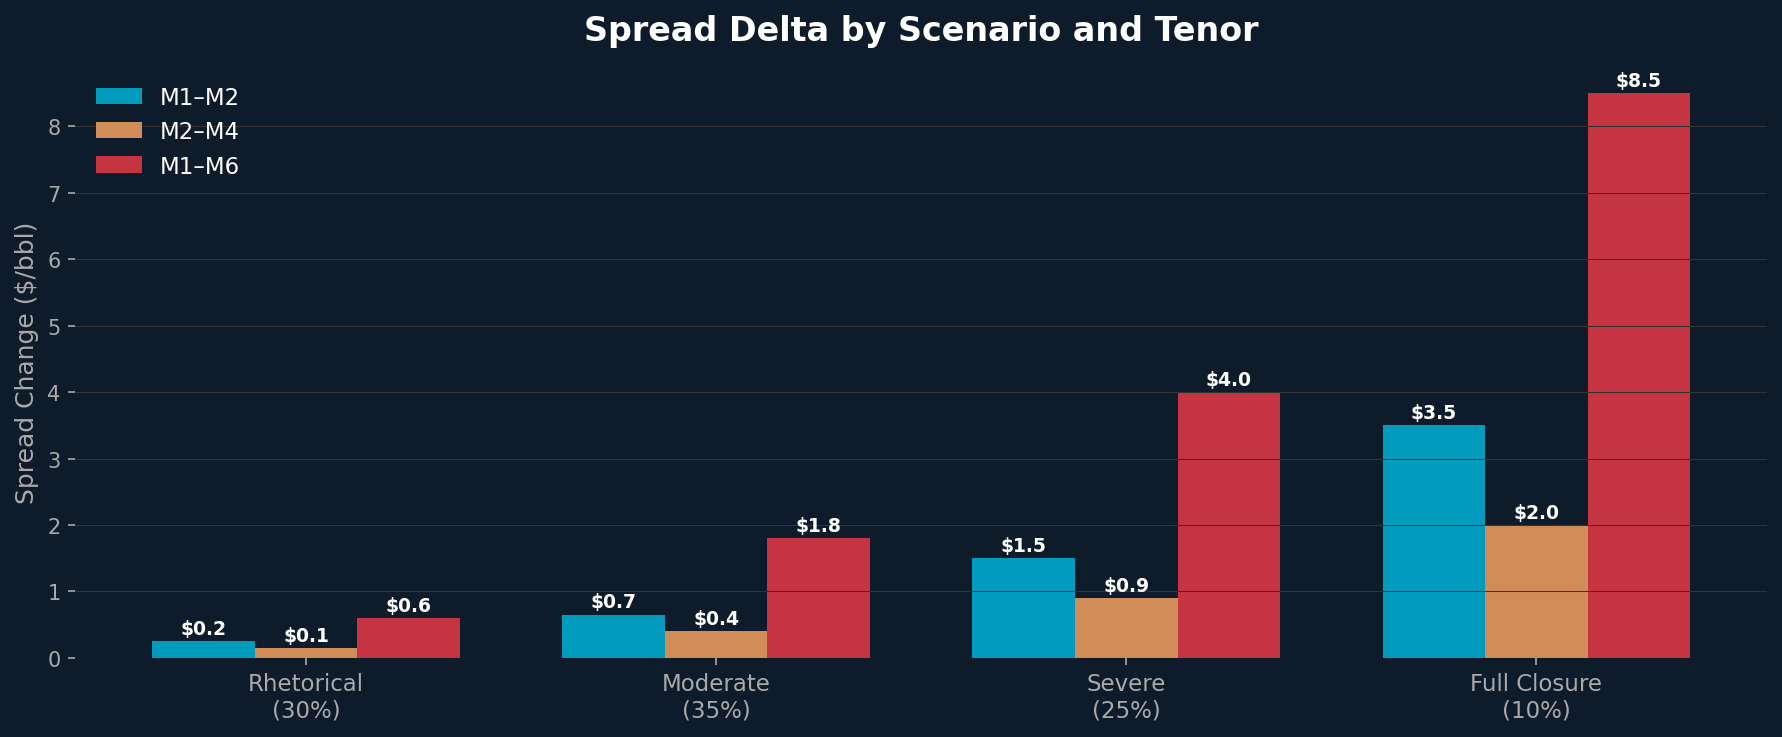 Spread Delta by Scenario and Tenor
M1–M2
M2–M4
M1–M6
Spread Change ($/bbl)
8
7
6
5
4
3
2
1
0
$0.2
$0.1
$0.6
$0.7
$0.4
$1.8
$1.5
$0.9
$4.0
$3.5
$2.0
$8.5
Rhetorical
(30%)
Moderate
(35%)
Severe
(25%)
Full Closure
(10%)